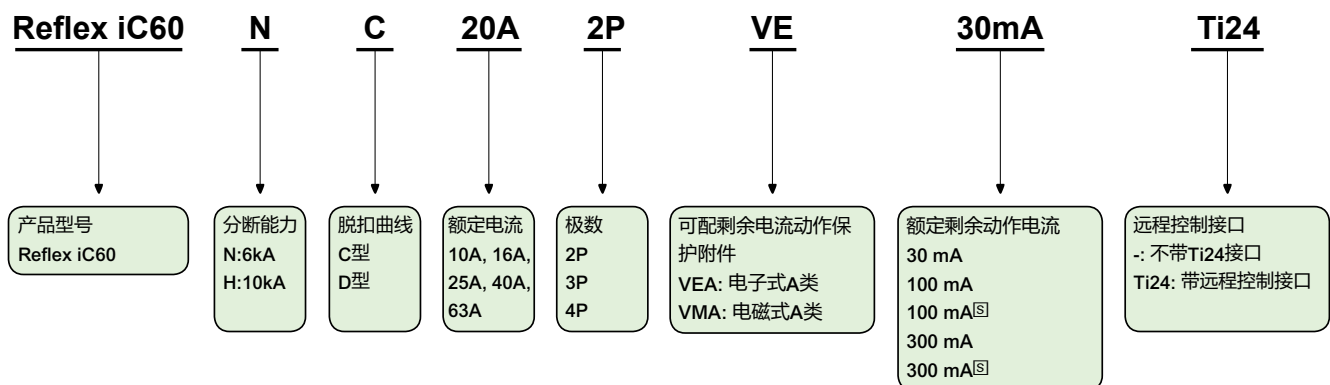 Reflex iC60 N C 20A 2P VE 30mA Ti24
产品型号
Reflex iC60
分断能力
N:6kA
H:10kA
脱扣曲线
C型
D型
额定电流
10A, 16A,
25A, 40A,
63A
极数
2P
3P
4P
可配剩余电流动作保
护附件
VEA: 电子式A类
VMA: 电磁式A类
额定剩余动作电流
30 mA
100 mA
100 mA🅂
300 mA
300 mA🅂
远程控制接口
-: 不带Ti24接口
Ti24: 带远程控制接口